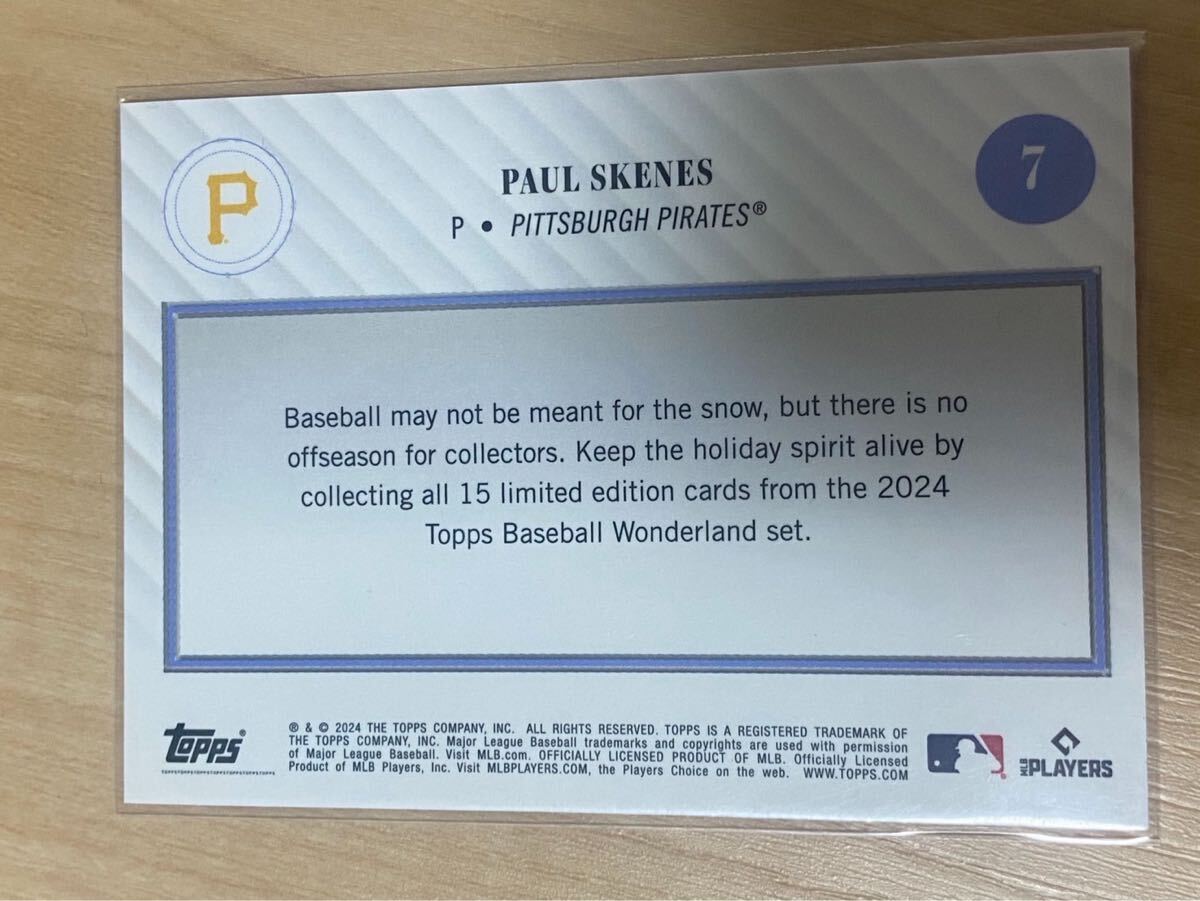 P
PAUL SKENES
7
P • PITTSBURGH PIRATES®
Baseball may not be meant for the snow, but there is no
offseason for collectors. Keep the holiday spirit alive by
collecting all 15 limited edition cards from the 2024
Topps Baseball Wonderland set.
topps®
TOPPSTOPPSTOPPSTOPPSTOPPSTOPPSTOPPS
® & © 2024 THE TOPPS COMPANY, INC. ALL RIGHTS RESERVED. TOPPS IS A REGISTERED TRADEMARK OF
THE TOPPS COMPANY, INC. Major League Baseball trademarks and copyrights are used with permission
of Major League Baseball. Visit MLB.com. OFFICIALLY LICENSED PRODUCT OF MLB. Officially Licensed
Product of MLB Players, Inc. Visit MLBPLAYERS.COM, the Players Choice on the web. WWW.TOPPS.COM
MLB PLAYERS